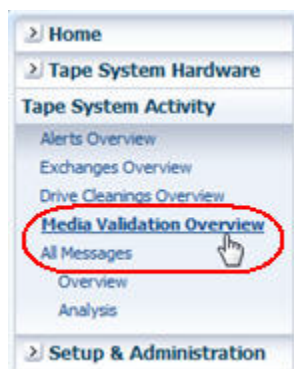 Home
Tape System Hardware
Tape System Activity
Alerts Overview
Exchanges Overview
Drive Cleanings Overview
Media Validation Overview
All Messages
Overview
Analysis
Setup & Administration